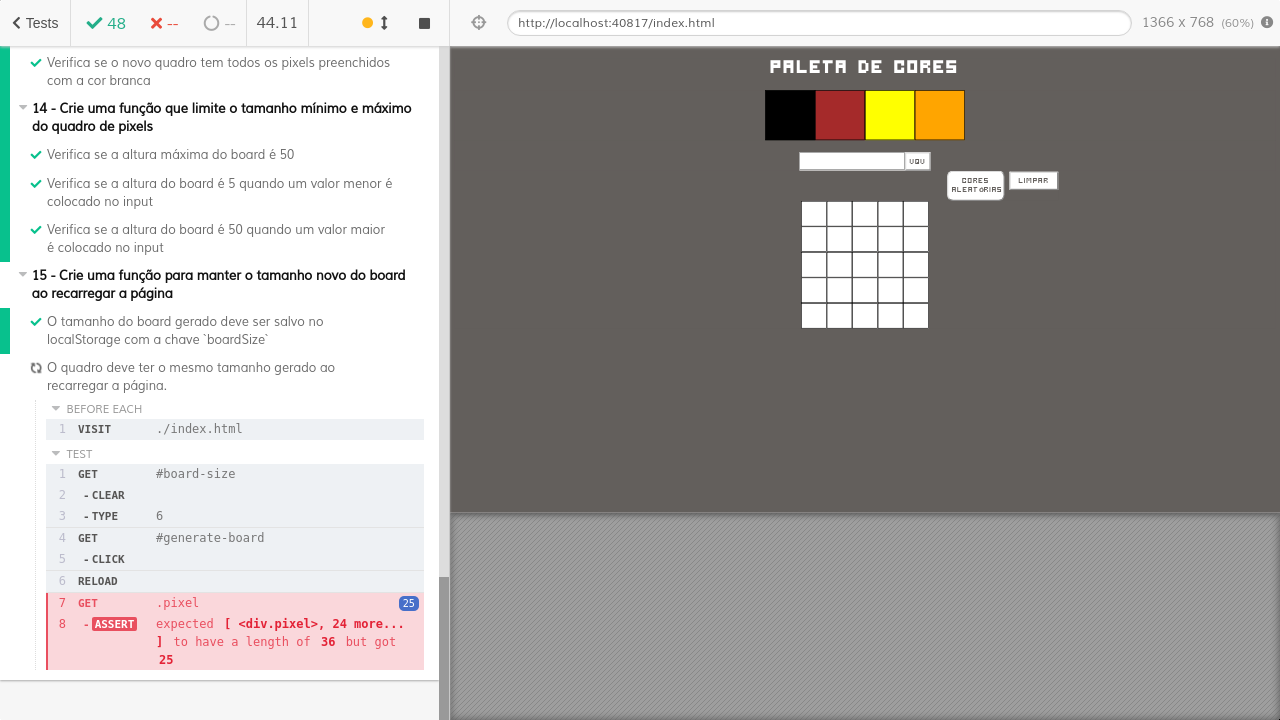 Tests
48
--
--
44.11
http://localhost:40817/index.html
1366 x 768 (60%)
Verifica se o novo quadro tem todos os pixels preenchidos
com a cor branca
14 - Crie uma função que limite o tamanho mínimo e máximo
do quadro de pixels
Verifica se a altura máxima do board é 50
Verifica se a altura do board é 5 quando um valor menor é
colocado no input
Verifica se a altura do board é 50 quando um valor maior
é colocado no input
15 - Crie uma função para manter o tamanho novo do board
ao recarregar a página
O tamanho do board gerado deve ser salvo no
localStorage com a chave `boardSize`
O quadro deve ter o mesmo tamanho gerado ao
recarregar a página.
BEFORE EACH
1 VISIT ./index.html
TEST
1 GET #board-size
2 - CLEAR
3 - TYPE 6
4 GET #generate-board
5 - CLICK
6 RELOAD
7 GET .pixel 25
8 - ASSERT expected [ <div.pixel>, 24 more...
] to have a length of 36 but got
25
PALETA DE CORES
VQV
CORES
ALEATóRIAS
LIMPAR